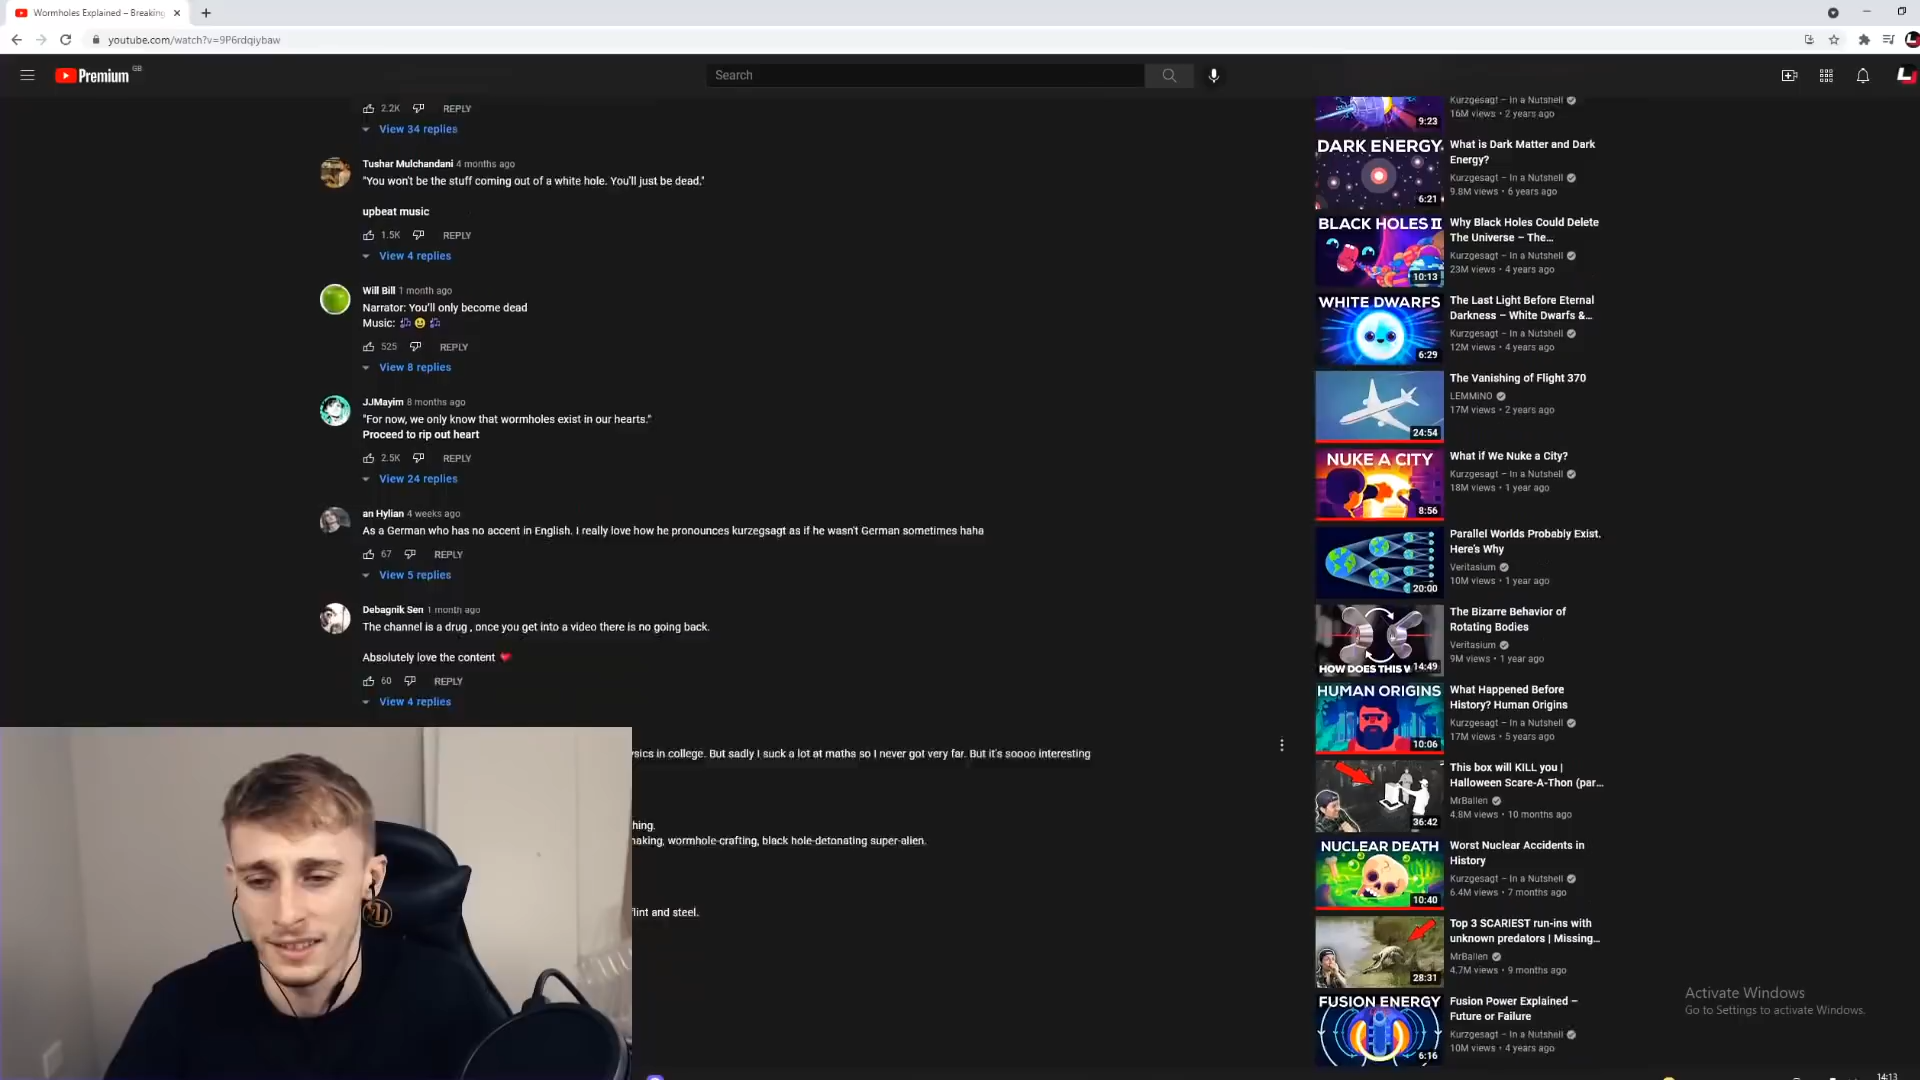 Wormholes Explained – Breaking
youtube.com/watch?v=9P6rdqiybaw
Premium GB
Search
2.2K REPLY
View 34 replies
Tushar Mulchandani 4 months ago
"You won't be the stuff coming out of a white hole. You'll just be dead."
upbeat music
1.5K REPLY
View 4 replies
Will Bill 1 month ago
Narrator: You'll only become dead
Music: 🎶 😃 🎶
525 REPLY
View 8 replies
JJMayim 8 months ago
"For now, we only know that wormholes exist in our hearts."
Proceed to rip out heart
2.5K REPLY
View 24 replies
an Hylian 4 weeks ago
As a German who has no accent in English. I really love how he pronounces kurzegsagt as if he wasn't German sometimes haha
67 REPLY
View 5 replies
Debagnik Sen 1 month ago
The channel is a drug , once you get into a video there is no going back.
Absolutely love the content ❤️
60 REPLY
View 4 replies
sics in college. But sadly I suck a lot at maths so I never got very far. But it's soooo interesting
hing.
naking, wormhole-crafting, black hole-detonating super-alien.
flint and steel.
Kurzgesagt – In a Nutshell
16M views • 2 years ago
9:23
DARK ENERGY
6:21
What is Dark Matter and Dark
Energy?
Kurzgesagt – In a Nutshell
9.8M views • 6 years ago
BLACK HOLES II
10:13
Why Black Holes Could Delete
The Universe – The...
Kurzgesagt – In a Nutshell
23M views • 4 years ago
WHITE DWARFS
6:29
The Last Light Before Eternal
Darkness – White Dwarfs &...
Kurzgesagt – In a Nutshell
12M views • 4 years ago
24:54
The Vanishing of Flight 370
LEMMiNO
17M views • 2 years ago
NUKE A CITY
8:56
What if We Nuke a City?
Kurzgesagt – In a Nutshell
18M views • 1 year ago
20:00
Parallel Worlds Probably Exist.
Here's Why
Veritasium
10M views • 1 year ago
HOW DOES THIS W
14:49
The Bizarre Behavior of
Rotating Bodies
Veritasium
9M views • 1 year ago
HUMAN ORIGINS
10:06
What Happened Before
History? Human Origins
Kurzgesagt – In a Nutshell
17M views • 5 years ago
36:42
This box will KILL you |
Halloween Scare-A-Thon (par...
MrBallen
4.8M views • 10 months ago
NUCLEAR DEATH
10:40
Worst Nuclear Accidents in
History
Kurzgesagt – In a Nutshell
6.4M views • 7 months ago
28:31
Top 3 SCARIEST run-ins with
unknown predators | Missing...
MrBallen
4.7M views • 9 months ago
FUSION ENERGY
6:16
Fusion Power Explained –
Future or Failure
Kurzgesagt – In a Nutshell
10M views • 4 years ago
Activate Windows
Go to Settings to activate Windows.
14:13